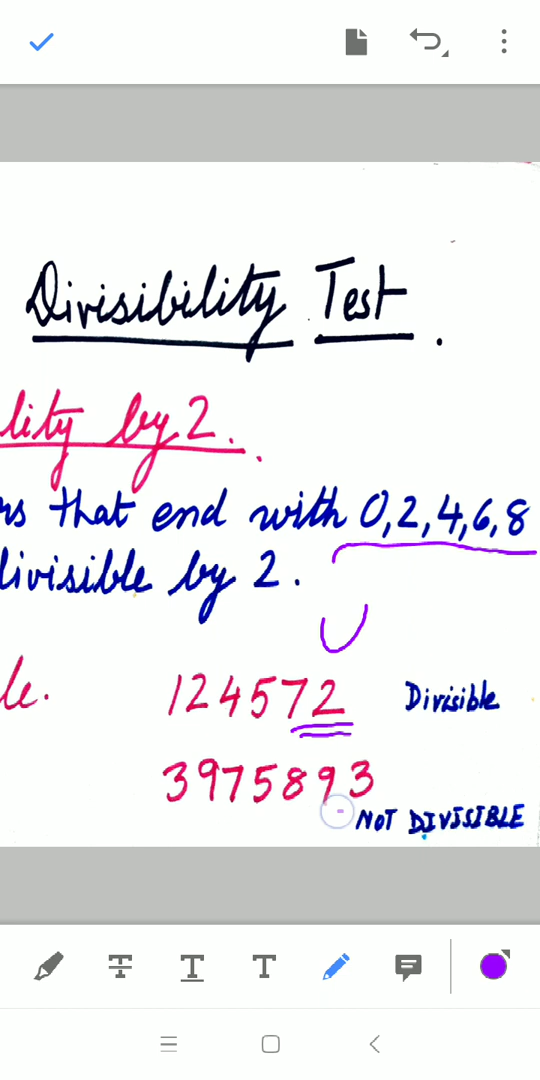 Divisibility Test.
lity by 2.
rs that end with 0,2,4,6,8
divisible by 2.
le. 124572 Divisible
3975893
NOT DIVISIBLE
T T T